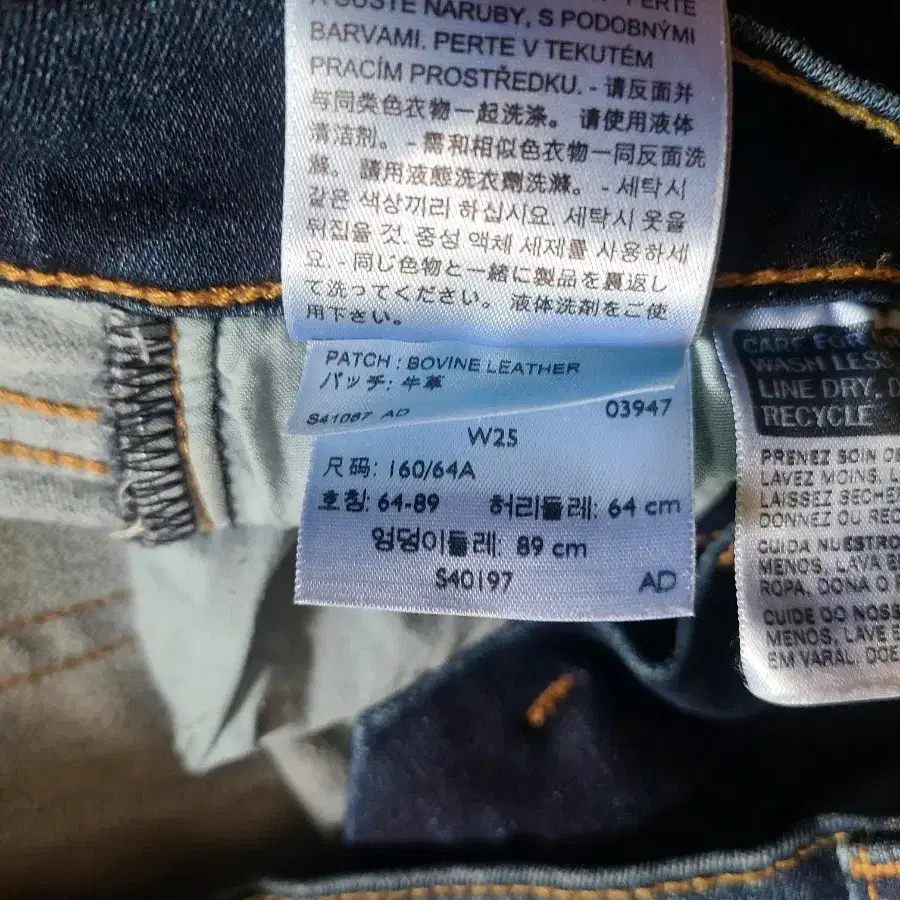 PERTE
A SUŠTE NARUBY, S PODOBNÝMI
BARVAMI. PERTE V TEKUTÉM
PRACÍM PROSTŘEDKU. - 请反面并
与同类色衣物一起洗涤。请使用液体
清洁剂。- 需和相似色衣物一同反面洗
滌。請用液態洗衣劑洗滌。- 세탁시
같은 색상끼리 하십시요. 세탁시 옷을
뒤집을 것. 중성 액체 세제를 사용하세
요. - 同じ色物と一緒に製品を裏返し
て洗ってください。液体洗剤をご使
用下さい。
PATCH : BOVINE LEATHER
パッチ: 牛革
S41087 AD
03947
W25
尺码: 160/64A
호칭: 64-89 허리둘레: 64 cm
엉덩이둘레: 89 cm
S40197 AD
CARE FOR
WASH LESS
LINE DRY.
RECYCLE
PRENEZ SOIN DE
LAVEZ MOINS,
LAISSEZ SÉCHE
DONNEZ OU REC
CUIDA NUESTRO
MENOS, LAVA E
ROPA, DONA O
CUIDE DO NOSS
MENOS, LAVE E
EM VARAL, DOE